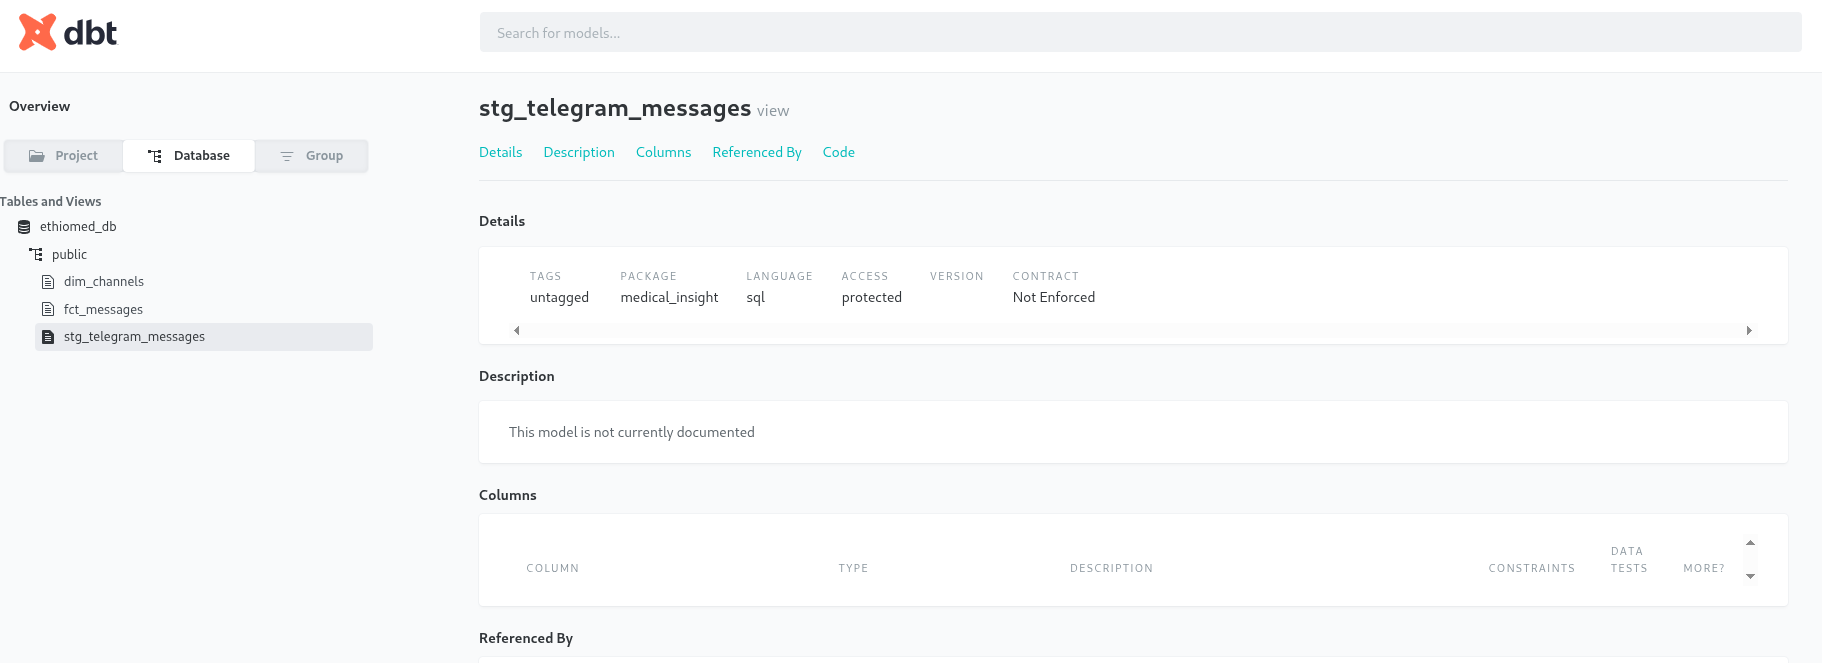 dbt
Search for models...
Overview
Project
Database
Group
Tables and Views
ethiomed_db
public
dim_channels
fct_messages
stg_telegram_messages
stg_telegram_messages view
Details Description Columns Referenced By Code
Details
TAGS PACKAGE LANGUAGE ACCESS VERSION CONTRACT
untagged medical_insight sql protected Not Enforced
Description
This model is not currently documented
Columns
COLUMN TYPE DESCRIPTION CONSTRAINTS DATA TESTS MORE?
Referenced By